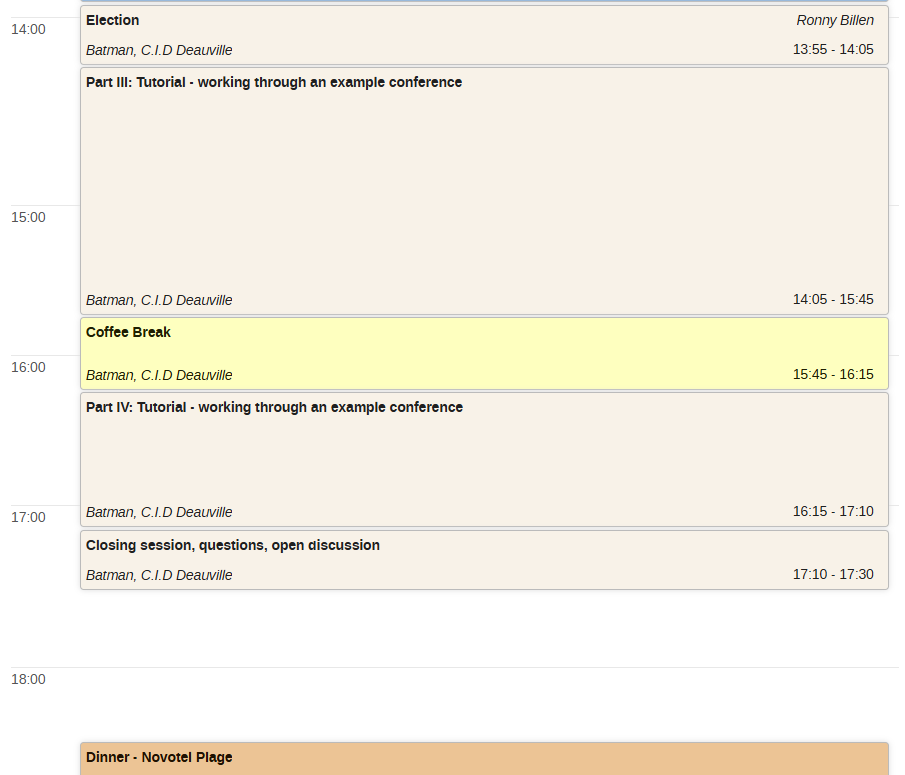 14:00
Election
Ronny Billen
Batman, C.I.D Deauville
13:55 - 14:05
Part III: Tutorial - working through an example conference
15:00
Batman, C.I.D Deauville
14:05 - 15:45
Coffee Break
16:00
Batman, C.I.D Deauville
15:45 - 16:15
Part IV: Tutorial - working through an example conference
17:00
Batman, C.I.D Deauville
16:15 - 17:10
Closing session, questions, open discussion
Batman, C.I.D Deauville
17:10 - 17:30
18:00
Dinner - Novotel Plage